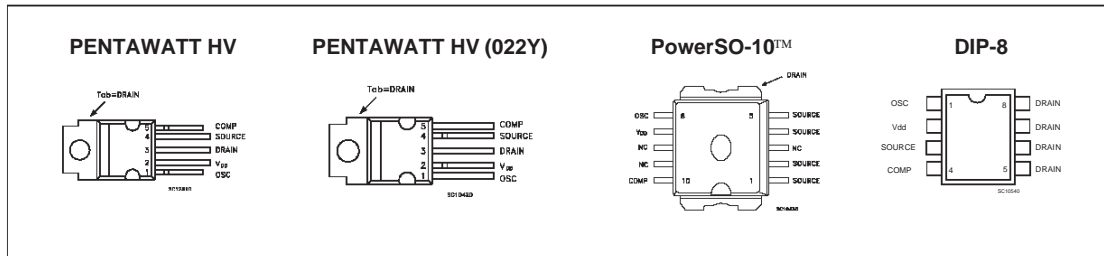 PENTAWATT HV
Tab=DRAIN
5 COMP
4 SOURCE
3 DRAIN
2 VDD
1 OSC
PENTAWATT HV (022Y)
Tab=DRAIN
5 COMP
4 SOURCE
3 DRAIN
2 VDD
1 OSC
SC10420
PowerSO-10™
DRAIN
OSC 6 5 SOURCE
VDD SOURCE
NC NC
NC SOURCE
COMP 10 1 SOURCE
DIP-8
OSC 1 8 DRAIN
Vdd DRAIN
SOURCE DRAIN
COMP 4 5 DRAIN
SC10540